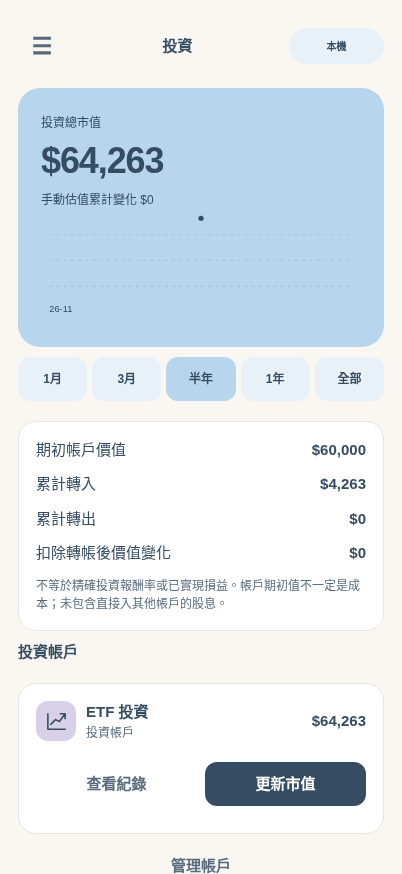 投資
本機
投資總市值
$64,263
手動估值累計變化 $0
26-11
1月
3月
半年
1年
全部
期初帳戶價值 $60,000
累計轉入 $4,263
累計轉出 $0
扣除轉帳後價值變化 $0
不等於精確投資報酬率或已實現損益。帳戶期初值不一定是成
本；未包含直接入其他帳戶的股息。
投資帳戶
ETF 投資
投資帳戶
$64,263
查看紀錄
更新市值
管理帳戶